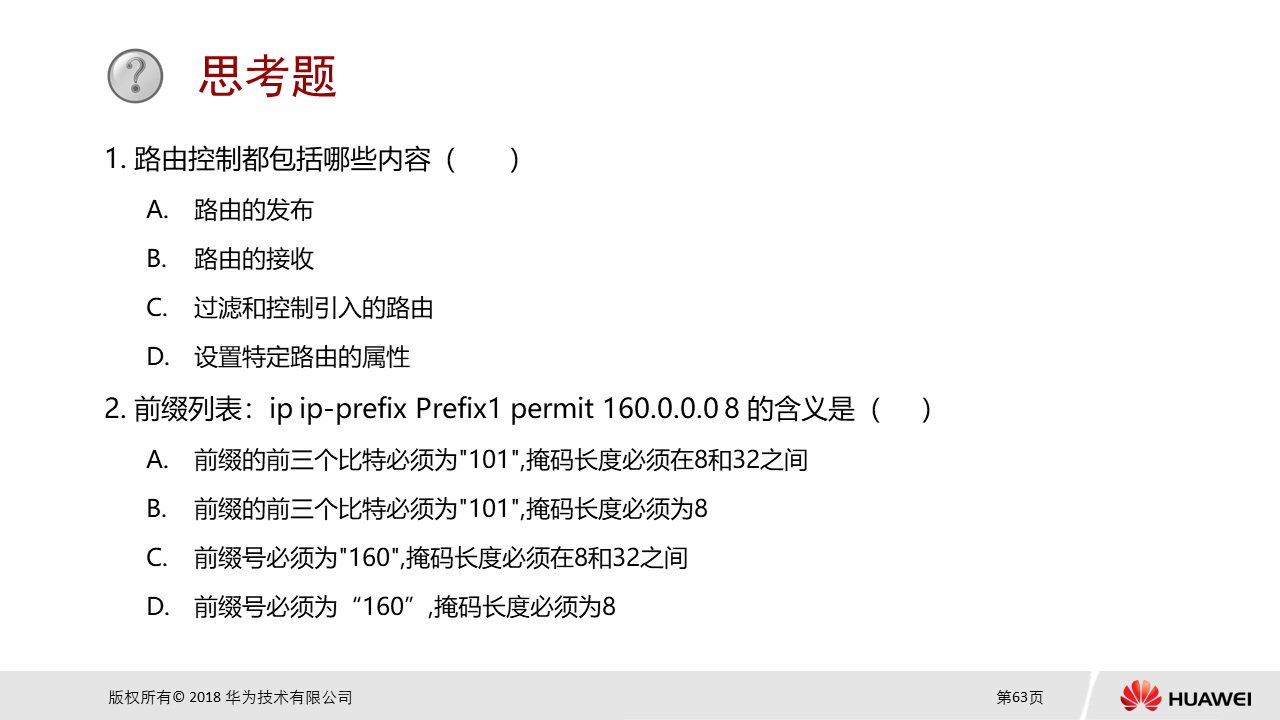 思考题
1. 路由控制都包括哪些内容（ ）
A. 路由的发布
B. 路由的接收
C. 过滤和控制引入的路由
D. 设置特定路由的属性
2. 前缀列表：ip ip-prefix Prefix1 permit 160.0.0.0 8 的含义是（ ）
A. 前缀的前三个比特必须为"101",掩码长度必须在8和32之间
B. 前缀的前三个比特必须为"101",掩码长度必须为8
C. 前缀号必须为"160",掩码长度必须在8和32之间
D. 前缀号必须为“160”,掩码长度必须为8
版权所有© 2018 华为技术有限公司
第63页
HUAWEI